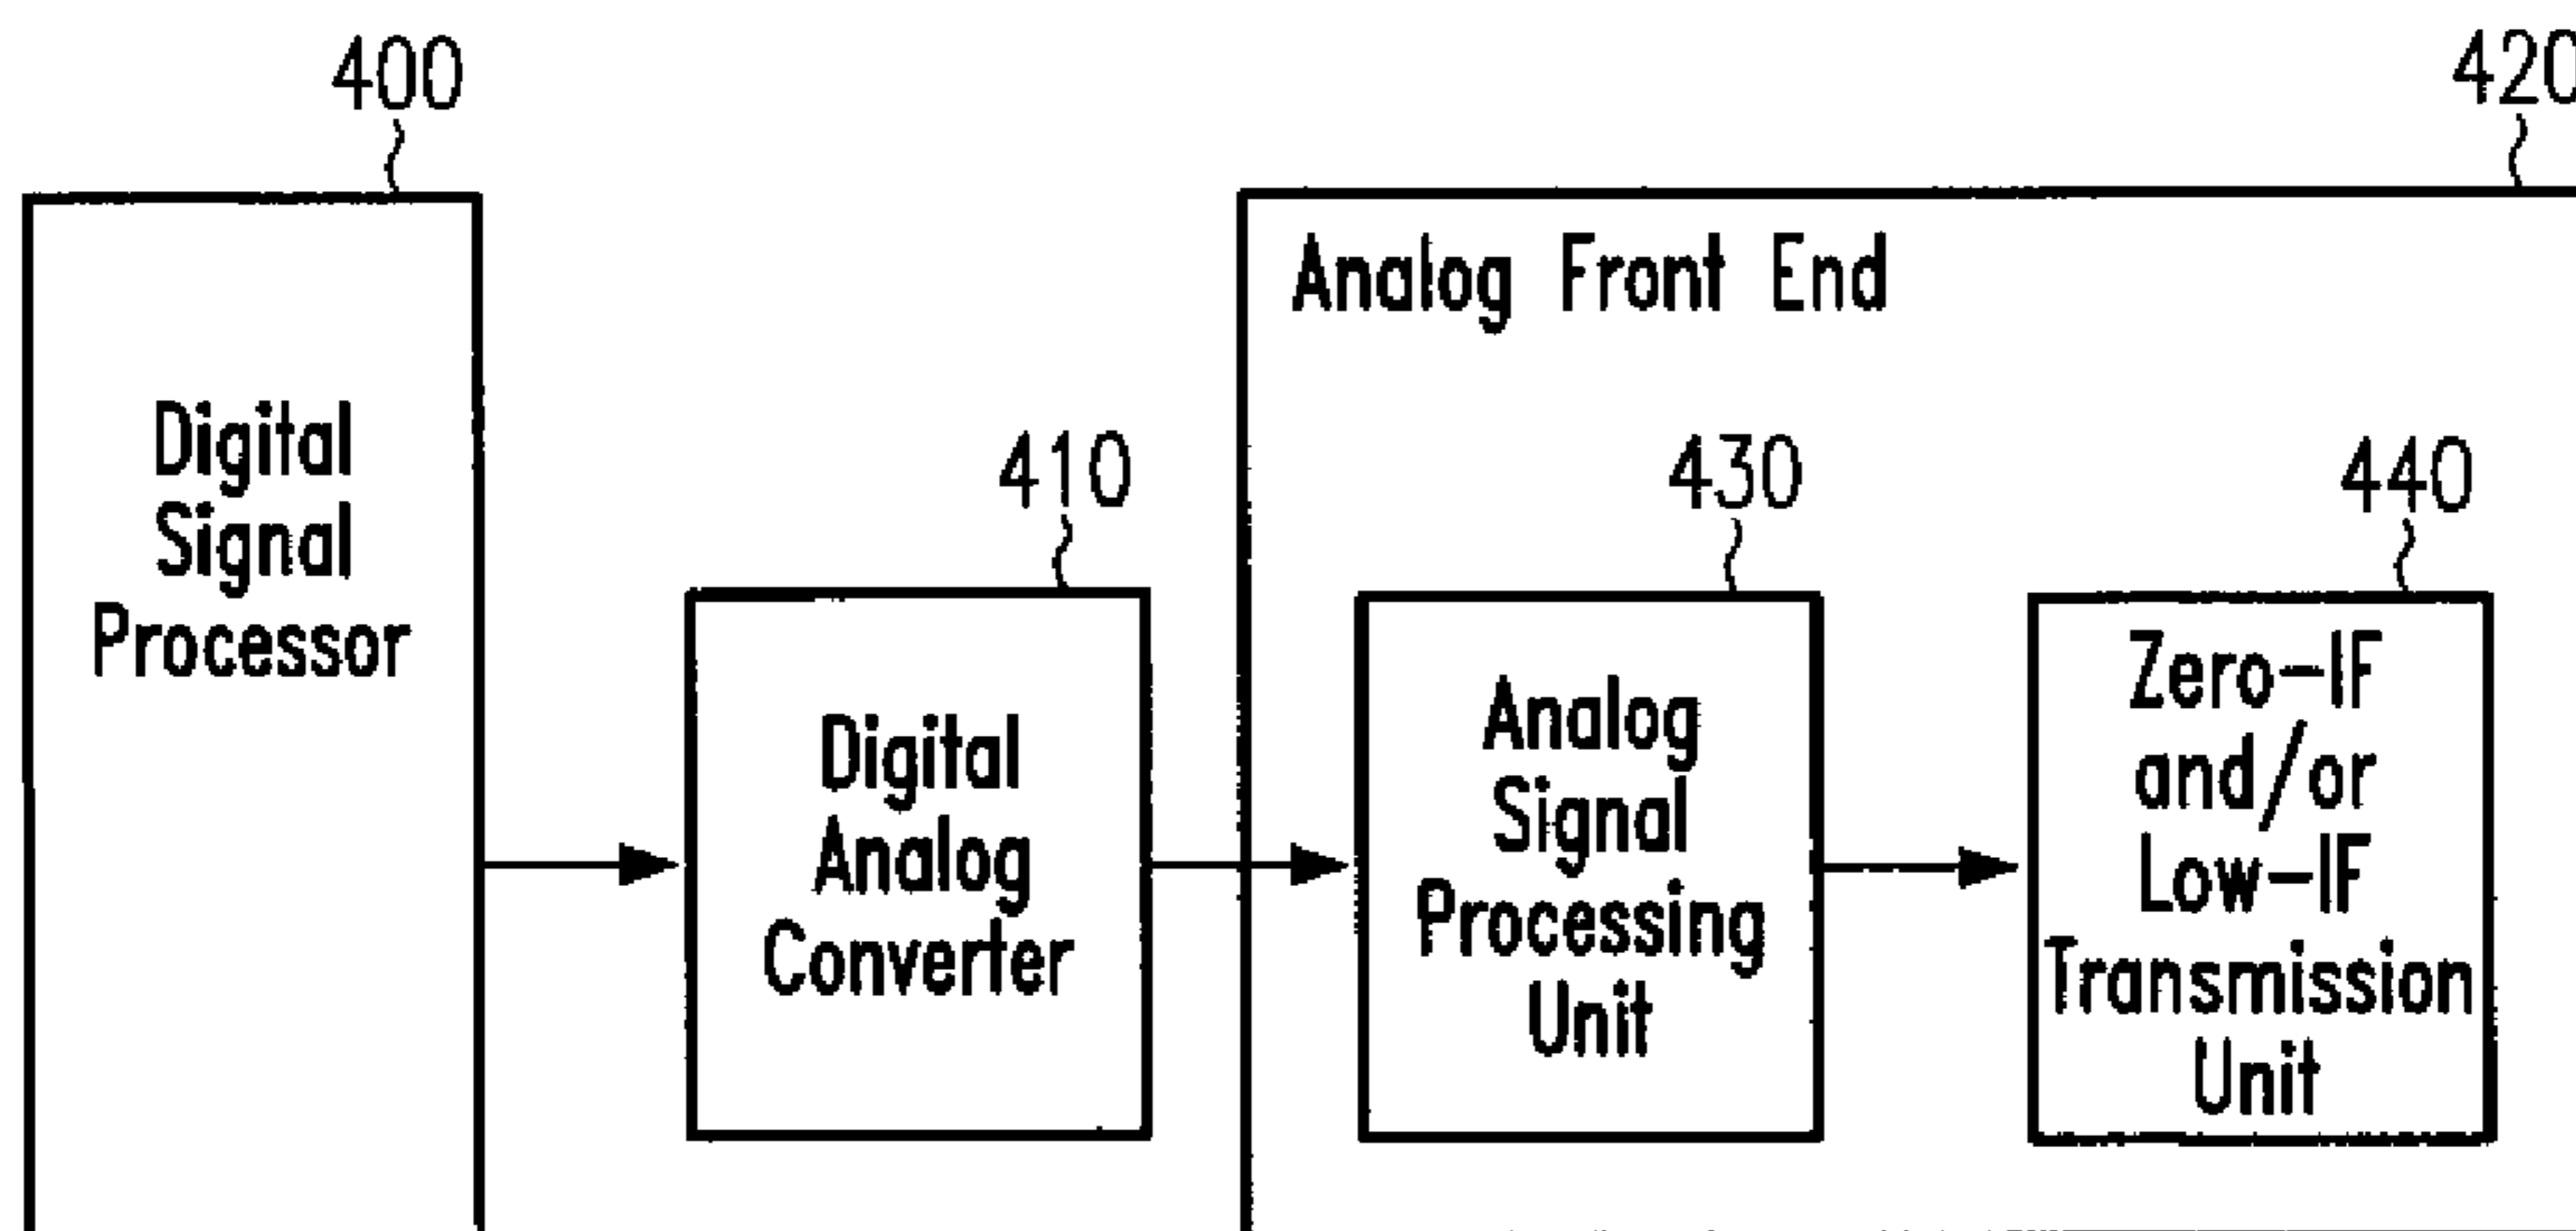 400
420
Analog Front End
Digital
Signal
Processor
410
430
440
Digital
Analog
Converter
Analog
Signal
Processing
Unit
Zero-IF
and/or
Low-IF
Transmission
Unit